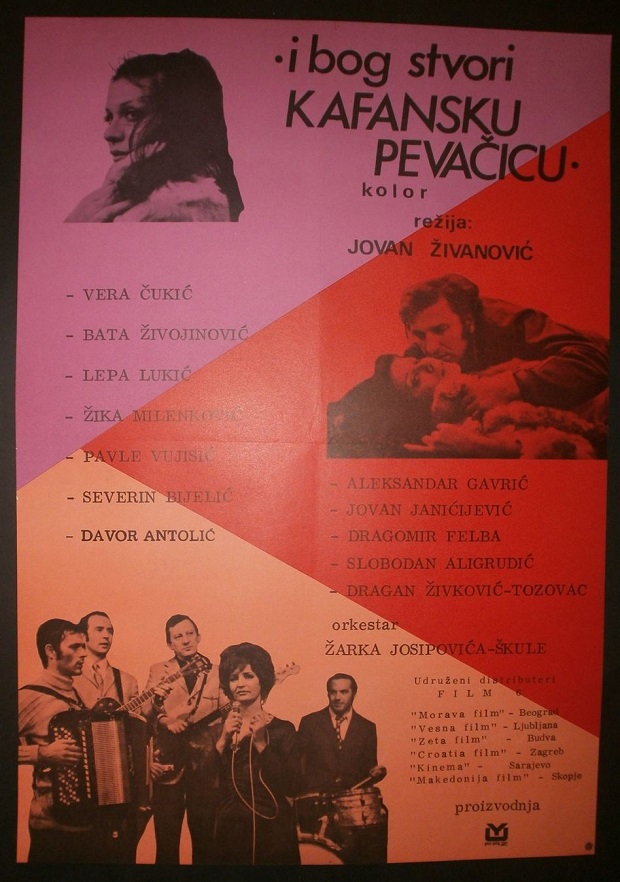 ·i bog stvori
KAFANSKU
PEVAČICU·
kolor
režija:
JOVAN ŽIVANOVIĆ
- VERA ČUKIĆ
- BATA ŽIVOJINOVIĆ
- LEPA LUKIĆ
- ŽIKA MILENKOVIĆ
- PAVLE VUJISIĆ
- SEVERIN BIJELIĆ
- DAVOR ANTOLIĆ
- ALEKSANDAR GAVRIĆ
- JOVAN JANIĆIJEVIĆ
- DRAGOMIR FELBA
- SLOBODAN ALIGRUDIĆ
- DRAGAN ŽIVKOVIĆ-TOZOVAC
orkestar
ŽARKA JOSIPOVIĆA-ŠKULE
Udruženi distributeri
FILM 6
"Morava film" - Beograd
"Vesna film" - Ljubljana
"Zeta film" - Budva
"Croatia film" - Zagreb
"Kinema" - Sarajevo
"Makedonija film" - Skopje
proizvodnja
FRZ